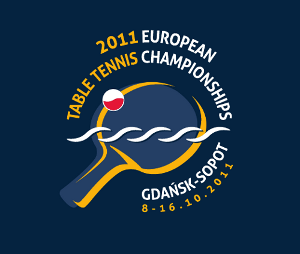 2011 EUROPEAN
TABLE TENNIS CHAMPIONSHIPS
GDAŃSK-SOPOT
8-16.10.2011